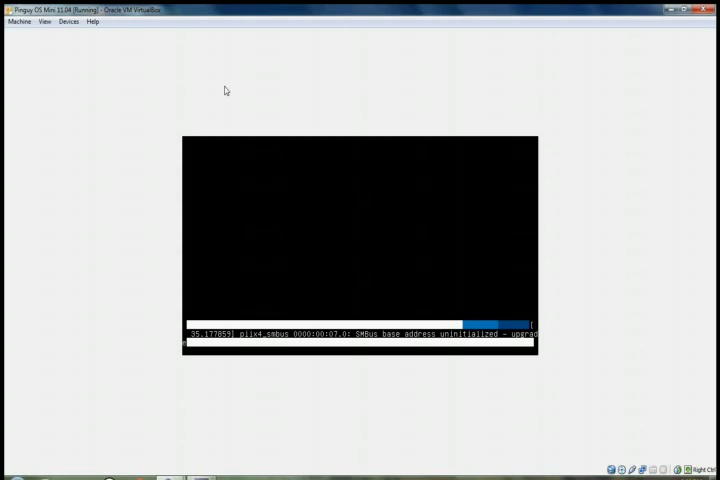 Pinguy OS Mini 11.04 [Running] - Oracle VM VirtualBox
Machine View Devices Help
[
35.177859] piix4_smbus 0000:00:07.0: SMBus base address uninitialized - upgrad
Right Ctrl